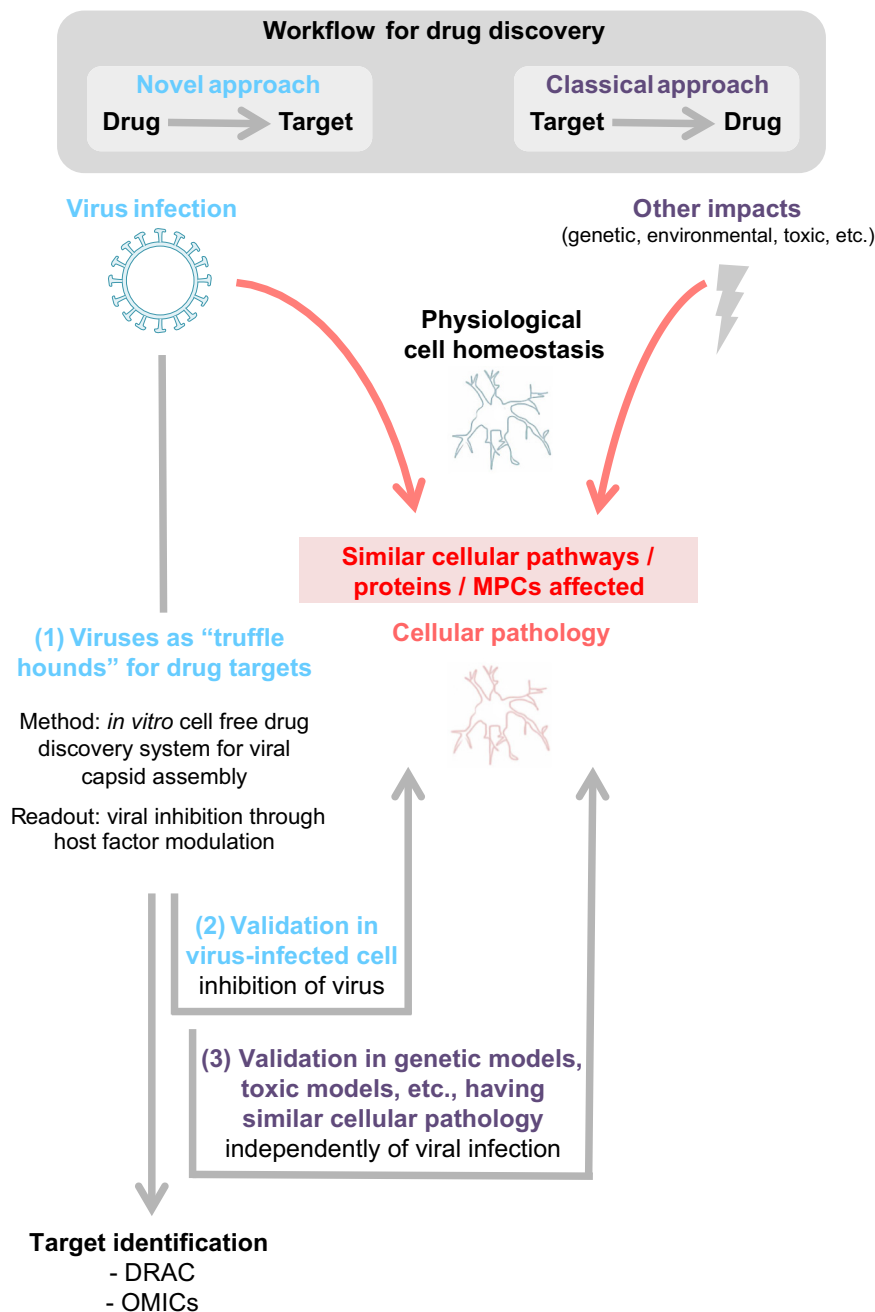 Workflow for drug discovery
Novel approach
Drug
Target
Classical approach
Target
Drug
Virus infection
Other impacts
(genetic, environmental, toxic, etc.)
Physiological
cell homeostasis
Similar cellular pathways /
proteins / MPCs affected
Cellular pathology
(1) Viruses as “truffle
hounds” for drug targets
Method: in vitro cell free drug
discovery system for viral
capsid assembly
Readout: viral inhibition through
host factor modulation
(2) Validation in
virus-infected cell
inhibition of virus
(3) Validation in genetic models,
toxic models, etc., having
similar cellular pathology
independently of viral infection
Target identification
- DRAC
- OMICs